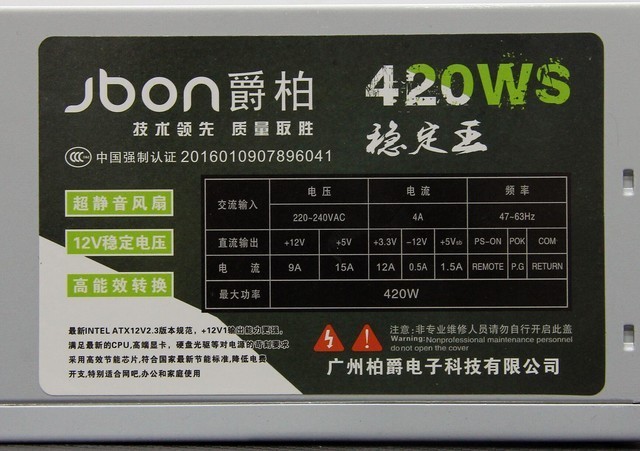 Jbon爵柏
420WS
技术领先 质量取胜
稳定王
CCC 中国强制认证 2016010907896041
超静音风扇
12V稳定电压
高能效转换
交流输入 电压 电流 频率
220-240VAC 4A 47-63Hz
直流输出 +12V +5V +3.3V -12V +5Vsb PS-ON POK COM
电流 9A 15A 12A 0.5A 1.5A REMOTE P.G RETURN
最大功率 420W
最新INTEL ATX12V2.3版本规范，+12V1输出能力更强，
满足最新的CPU,高端显卡，硬盘光驱等对电源的苛刻要求
采用高效节能芯片,符合国家最新节能标准,降低电费
开支,特别适合网吧,办公和家庭使用
注意:非专业维修人员请勿自行开启此盖
Warning:Nonprofessional maintenance personnel
do not open the cover
广州柏爵电子科技有限公司